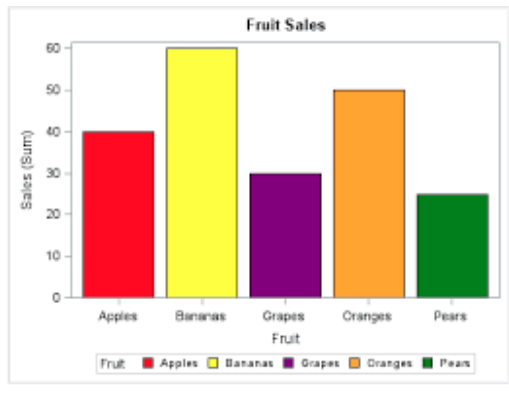 Fruit Sales
Sales (Sum)
60
50
40
30
20
10
0
Apples Bananas Grapes Oranges Pears
Fruit
Fruit Apples Bananas Grapes Oranges Pears